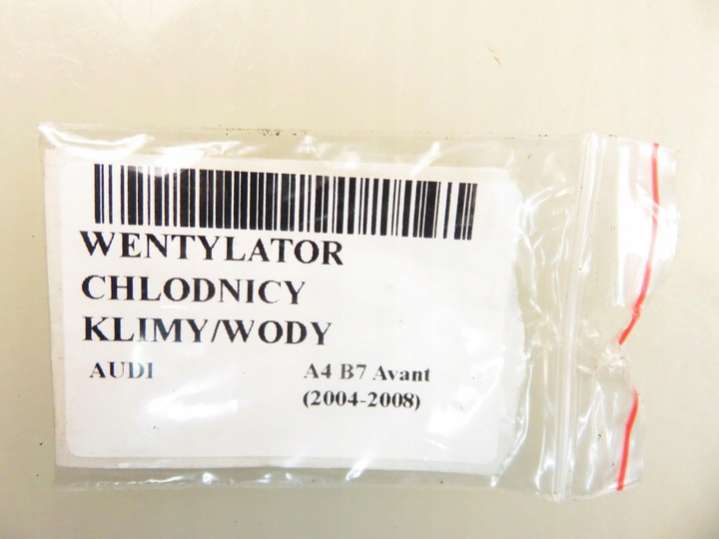 WENTYLATOR
CHLODNICY
KLIMY/WODY
AUDI A4 B7 Avant
(2004-2008)